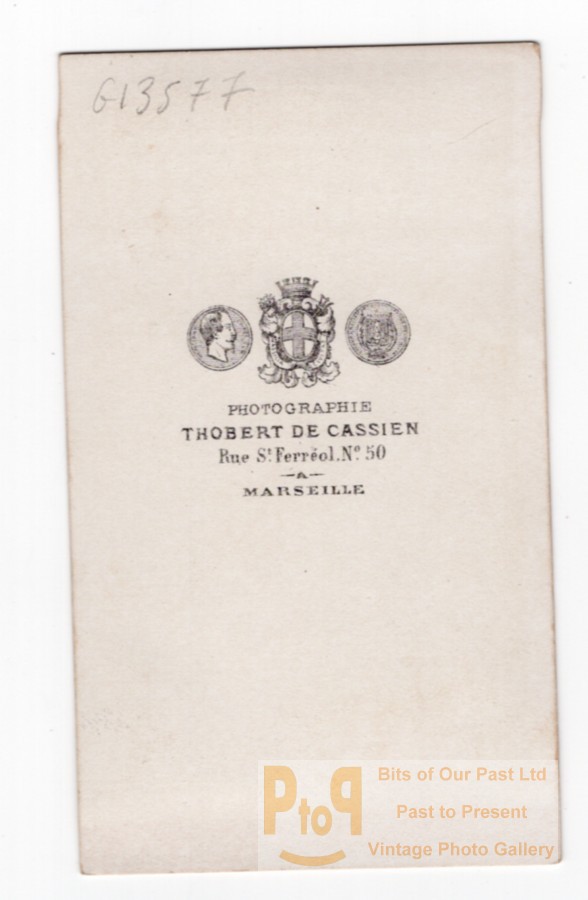 G13577
PHOTOGRAPHIE
THOBERT DE CASSIEN
Rue St. Ferréol. No. 50
A
MARSEILLE
PtoP
Bits of Our Past Ltd
Past to Present
Vintage Photo Gallery